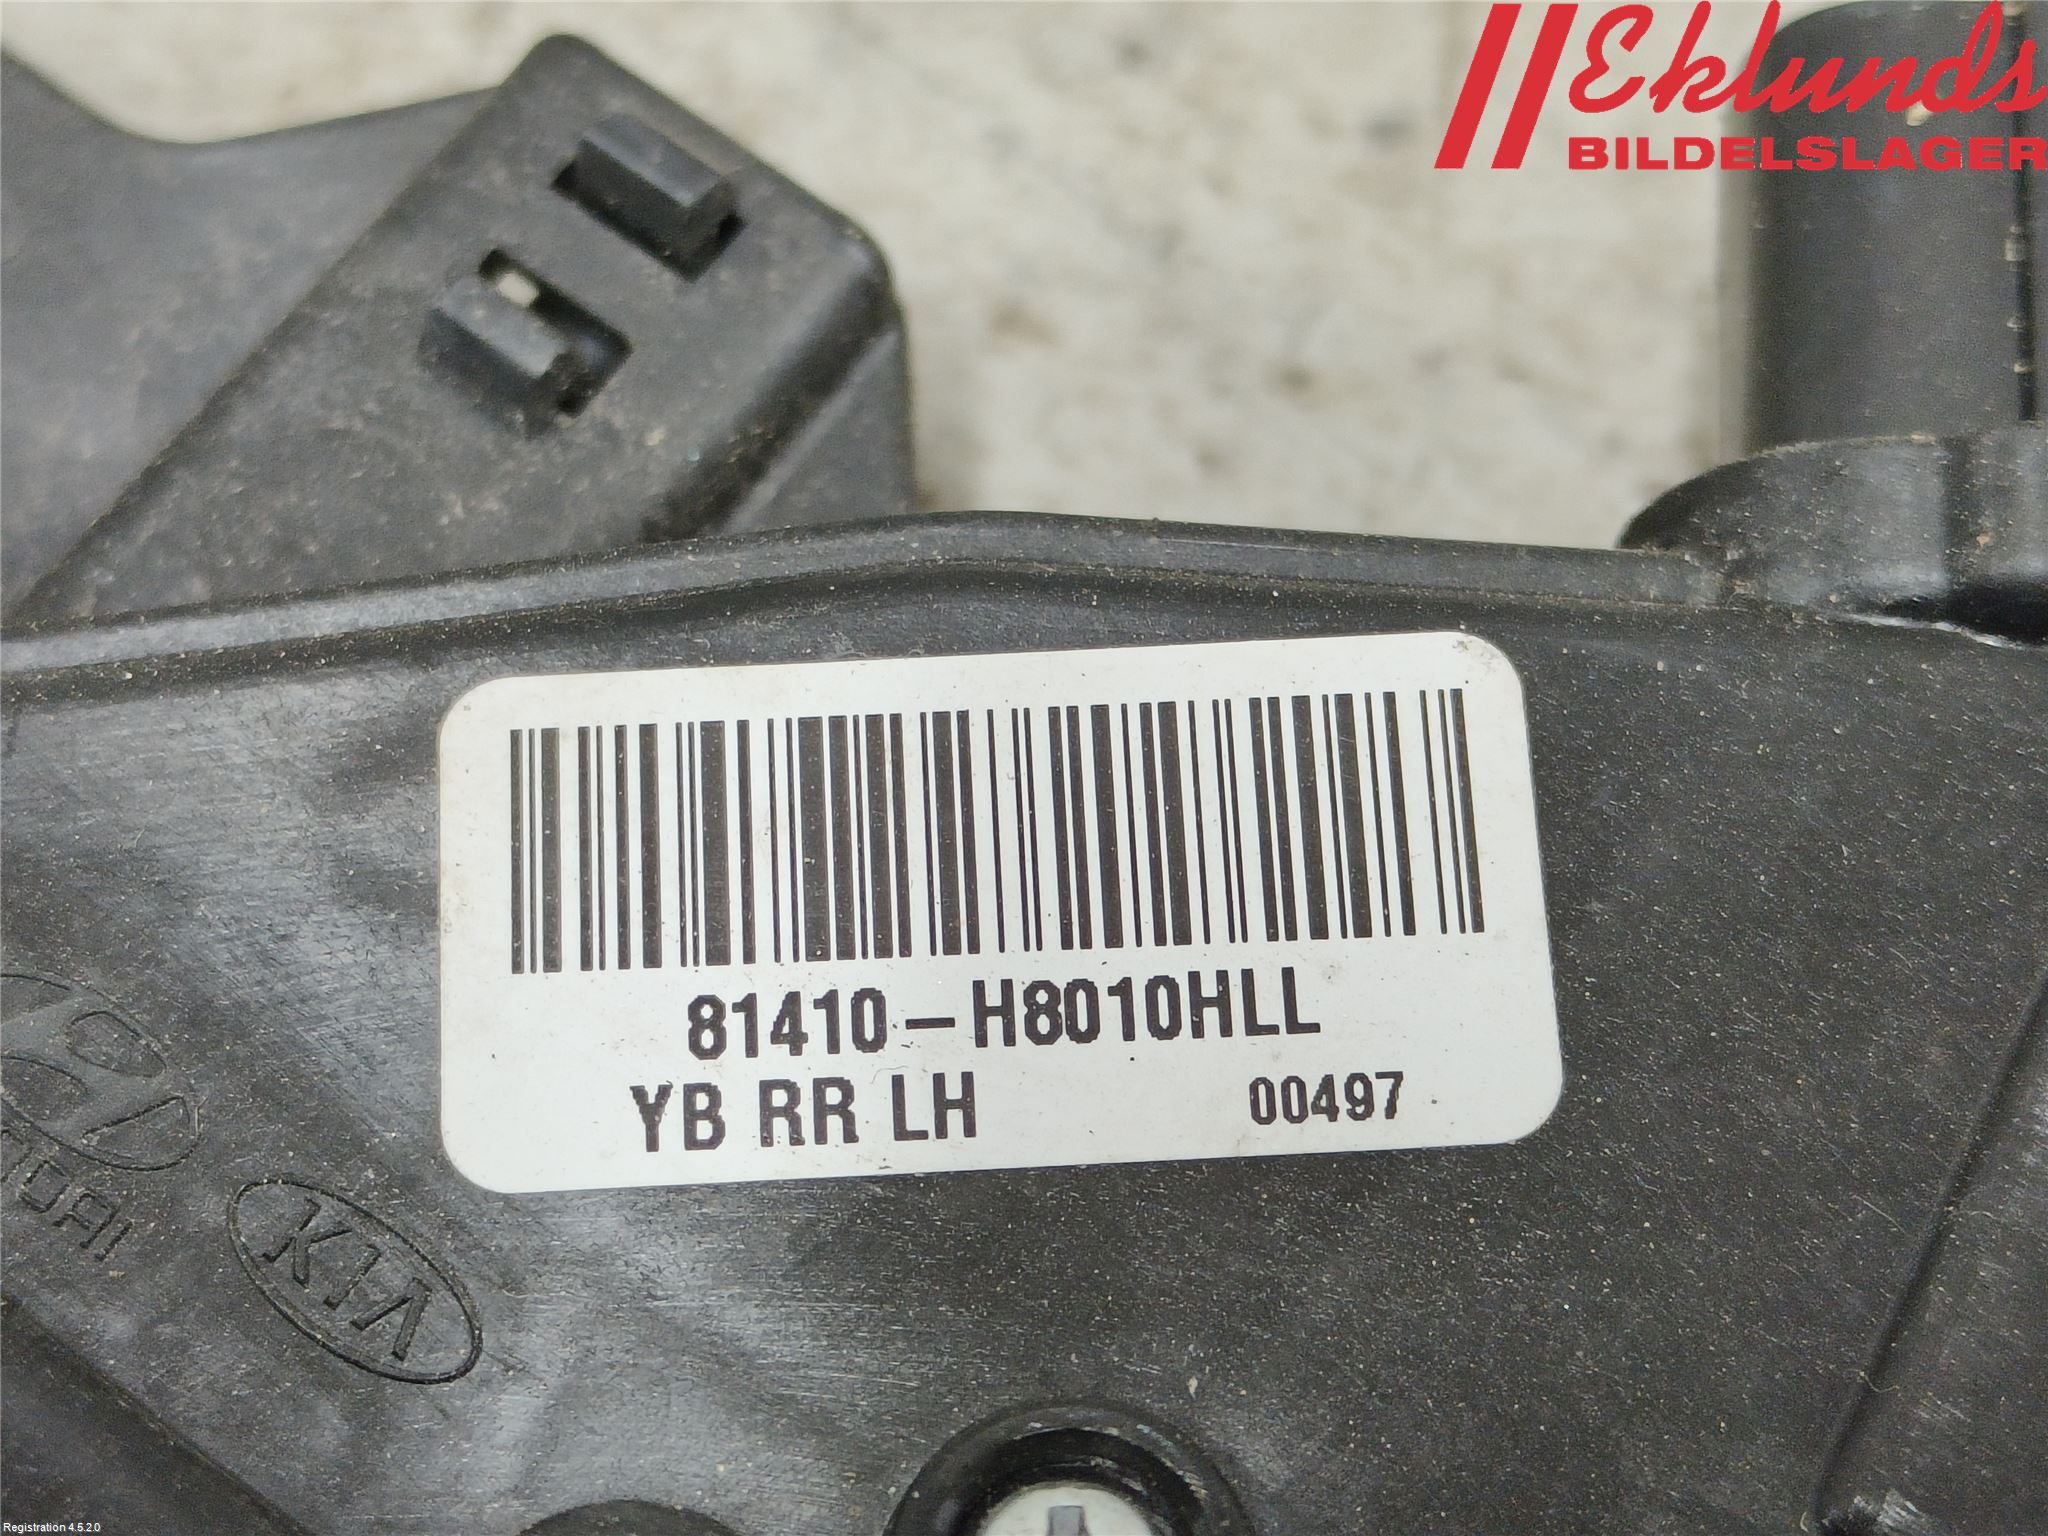 Eklunds
BILDELSLAGER
81410-H8010HLL
YB RR LH 00497
KIA
Registration 4.5.2.0